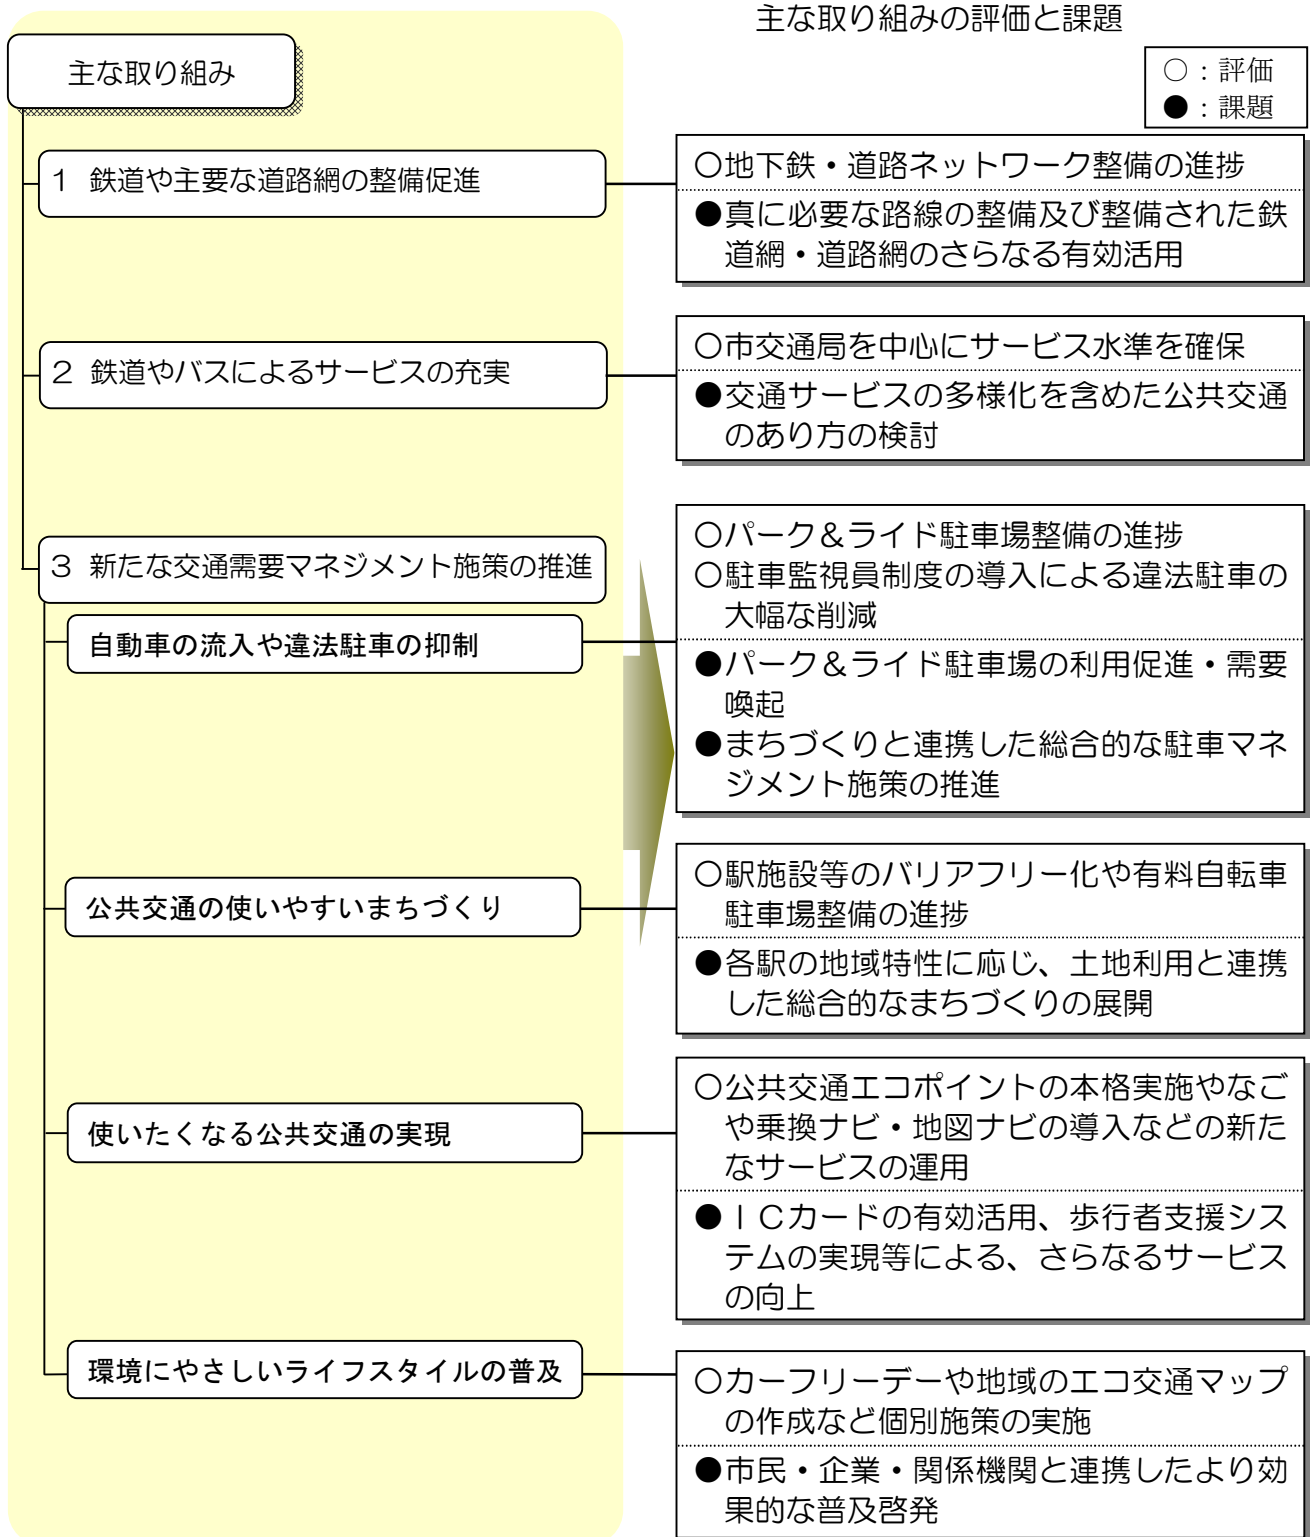 主な取り組みの評価と課題
主な取り組み
○：評価
●：課題
１ 鉄道や主要な道路網の整備促進
○地下鉄・道路ネットワーク整備の進捗
●真に必要な路線の整備及び整備された鉄
道網・道路網のさらなる有効活用
２ 鉄道やバスによるサービスの充実
○市交通局を中心にサービス水準を確保
●交通サービスの多様化を含めた公共交通
のあり方の検討
３ 新たな交通需要マネジメント施策の推進
自動車の流入や違法駐車の抑制
○パーク＆ライド駐車場整備の進捗
○駐車監視員制度の導入による違法駐車の
大幅な削減
●パーク＆ライド駐車場の利用促進・需要
喚起
●まちづくりと連携した総合的な駐車マネ
ジメント施策の推進
公共交通の使いやすいまちづくり
○駅施設等のバリアフリー化や有料自転車
駐車場整備の進捗
●各駅の地域特性に応じ、土地利用と連携
した総合的なまちづくりの展開
使いたくなる公共交通の実現
○公共交通エコポイントの本格実施やなご
や乗換ナビ・地図ナビの導入などの新た
なサービスの運用
●ＩＣカードの有効活用、歩行者支援シス
テムの実現等による、さらなるサービス
の向上
環境にやさしいライフスタイルの普及
○カーフリーデーや地域のエコ交通マップ
の作成など個別施策の実施
●市民・企業・関係機関と連携したより効
果的な普及啓発